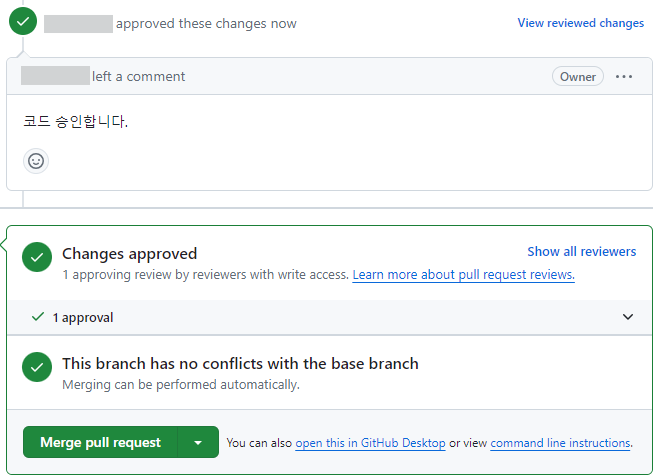 approved these changes now
View reviewed changes
left a comment
Owner
코드 승인합니다.
Changes approved
Show all reviewers
1 approving review by reviewers with write access. Learn more about pull request reviews.
1 approval
This branch has no conflicts with the base branch
Merging can be performed automatically.
Merge pull request
You can also open this in GitHub Desktop or view command line instructions.